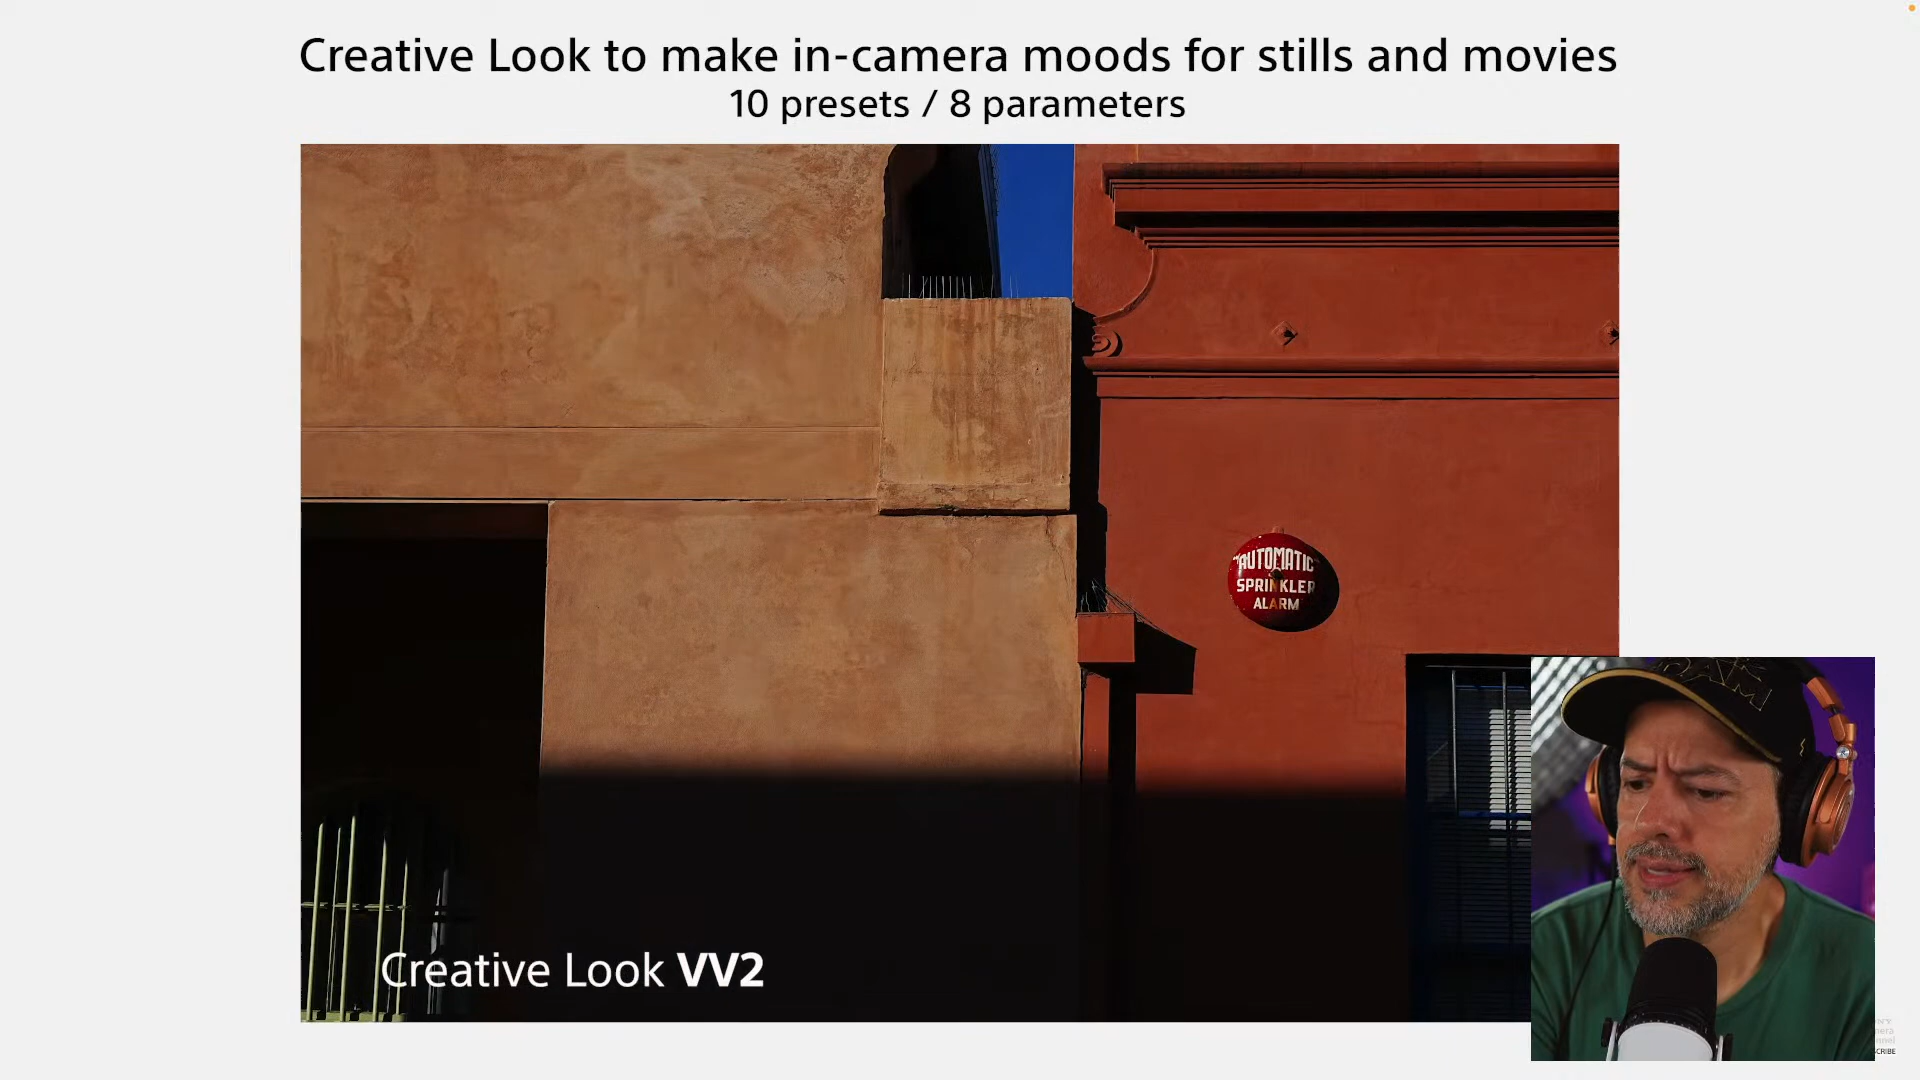 Creative Look to make in-camera moods for stills and movies
10 presets / 8 parameters
"AUTOMATIC"
SPRINKLER
ALARM
Creative Look VV2